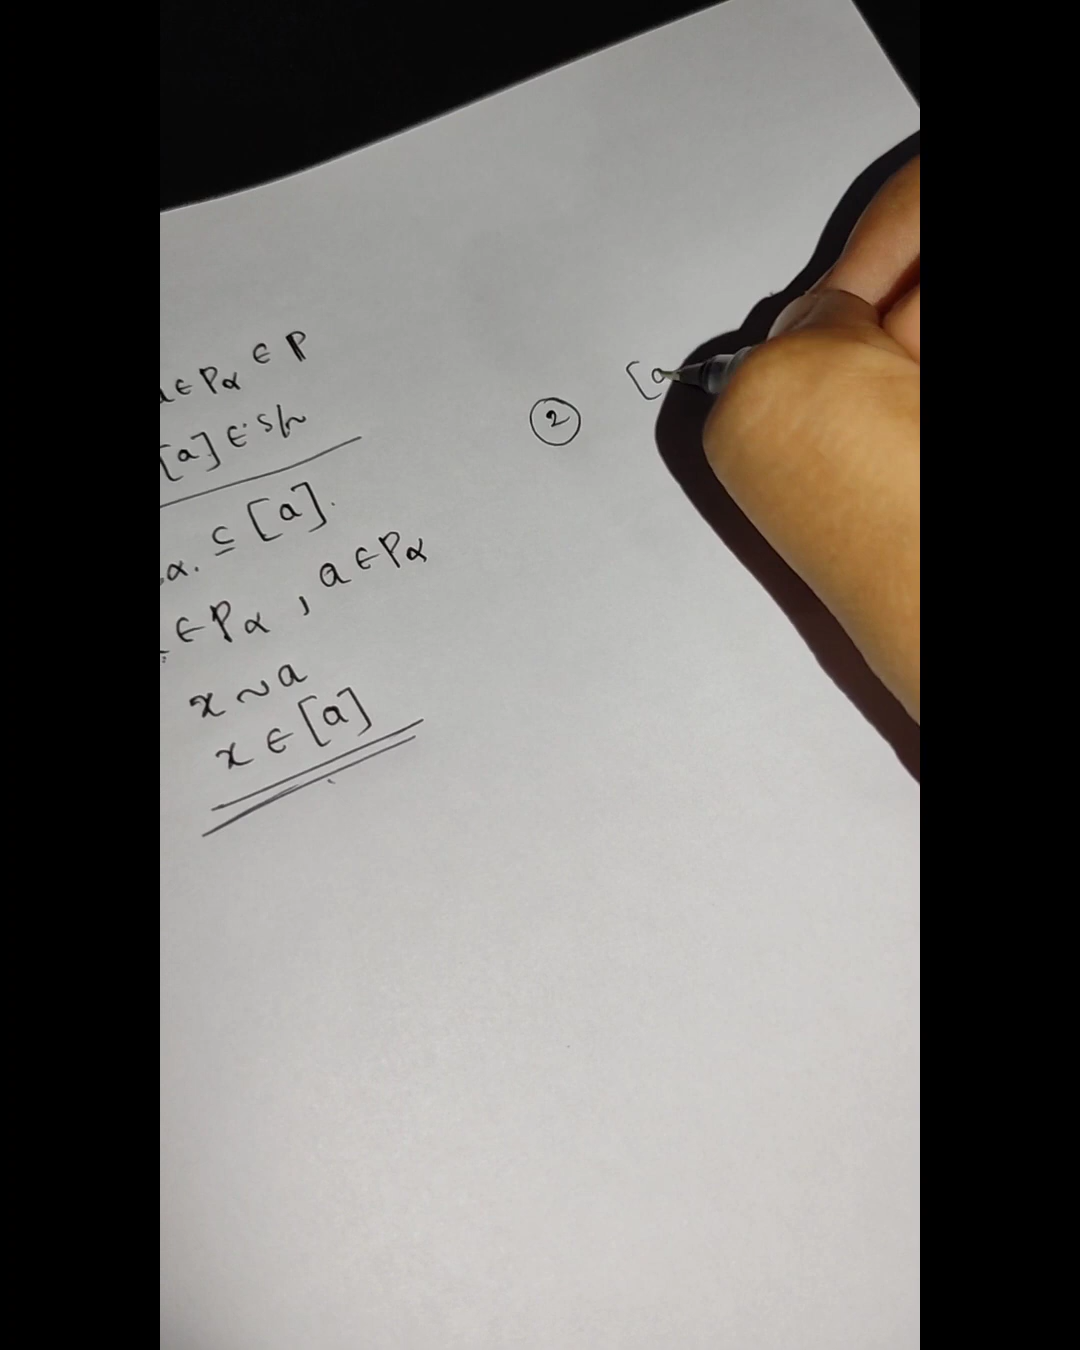 a ∈ Pα ∈ P
[a] ∈ S/~
α. ⊆ [a].
∈ Pα , a ∈ Pα
x ~ a
x ∈ [a]
② [a